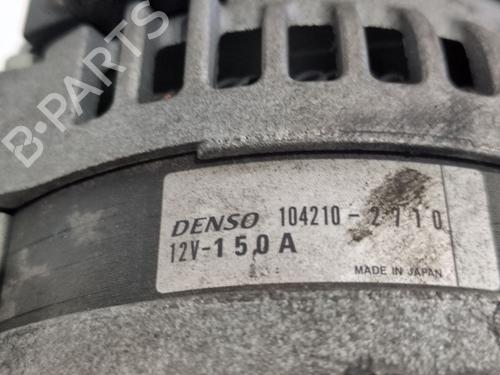 B-PARTS
DENSO 104210-2710
12V-150A
MADE IN JAPAN